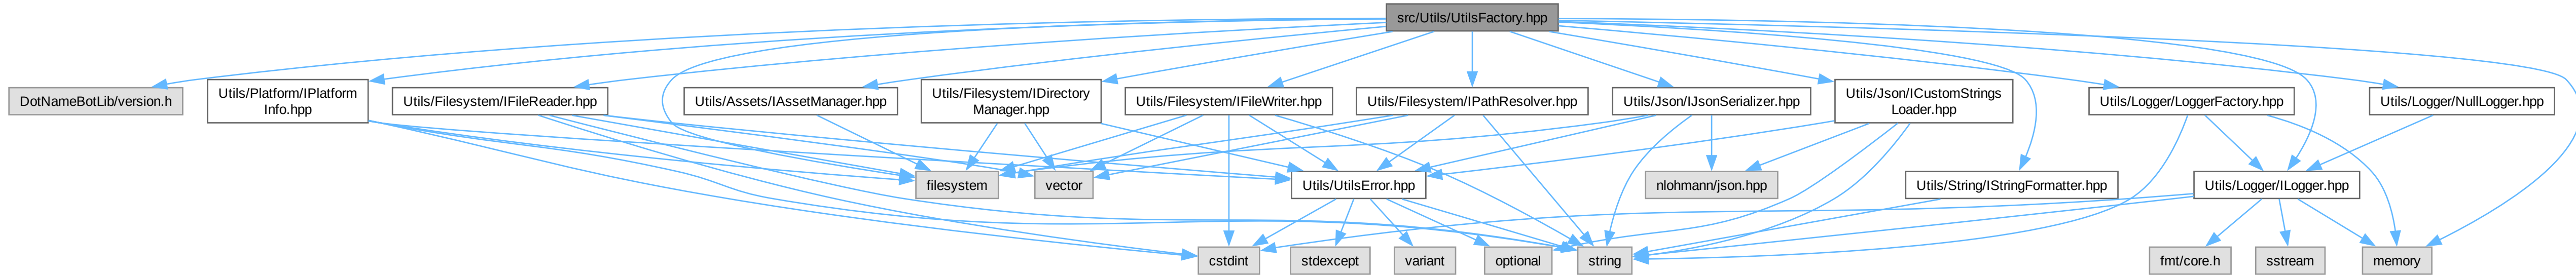 src/Utils/UtilsFactory.hpp
DotNameBotLib/version.h
Utils/Platform/IPlatform
Info.hpp
Utils/Filesystem/IFileReader.hpp
Utils/Assets/IAssetManager.hpp
Utils/Filesystem/IDirectory
Manager.hpp
Utils/Filesystem/IFileWriter.hpp
Utils/Filesystem/IPathResolver.hpp
Utils/Json/IJsonSerializer.hpp
Utils/Json/ICustomStrings
Loader.hpp
Utils/Logger/LoggerFactory.hpp
Utils/Logger/NullLogger.hpp
filesystem
vector
Utils/UtilsError.hpp
nlohmann/json.hpp
Utils/String/IStringFormatter.hpp
Utils/Logger/ILogger.hpp
cstdint
stdexcept
variant
optional
string
fmt/core.h
sstream
memory